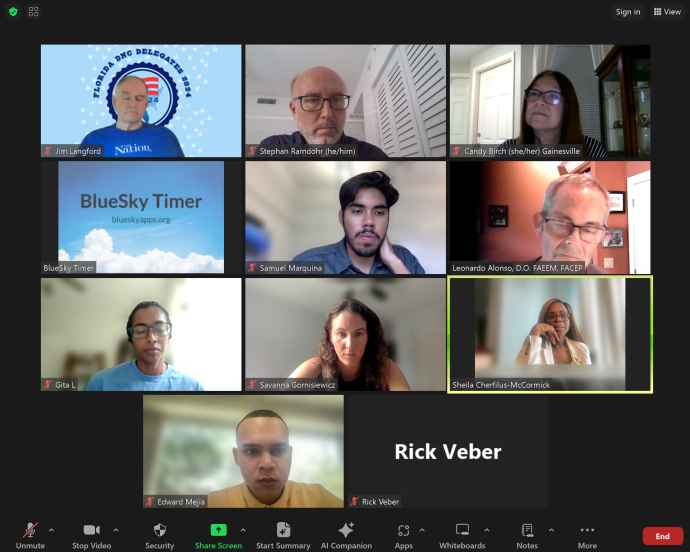 Sign in
View
FLORIDA DNC DELEGATES 2024
Nation.
Jim Langford
Stephan Ramdohr (he/him)
Candy Birch (she/her) Gainesville
BlueSky Timer
blueskyapps.org
BlueSky Timer
Samuel Marquina
Leonardo Alonso, D.O. FAEEM, FACEP
Gita L
Savanna Gornisiewicz
Sheila Cherfilus-McCormick
Rick Veber
Edward Mejia
Rick Veber
Unmute
Stop Video
Security
Share Screen
Start Summary
AI Companion
Apps
Whiteboards
Notes
More
End